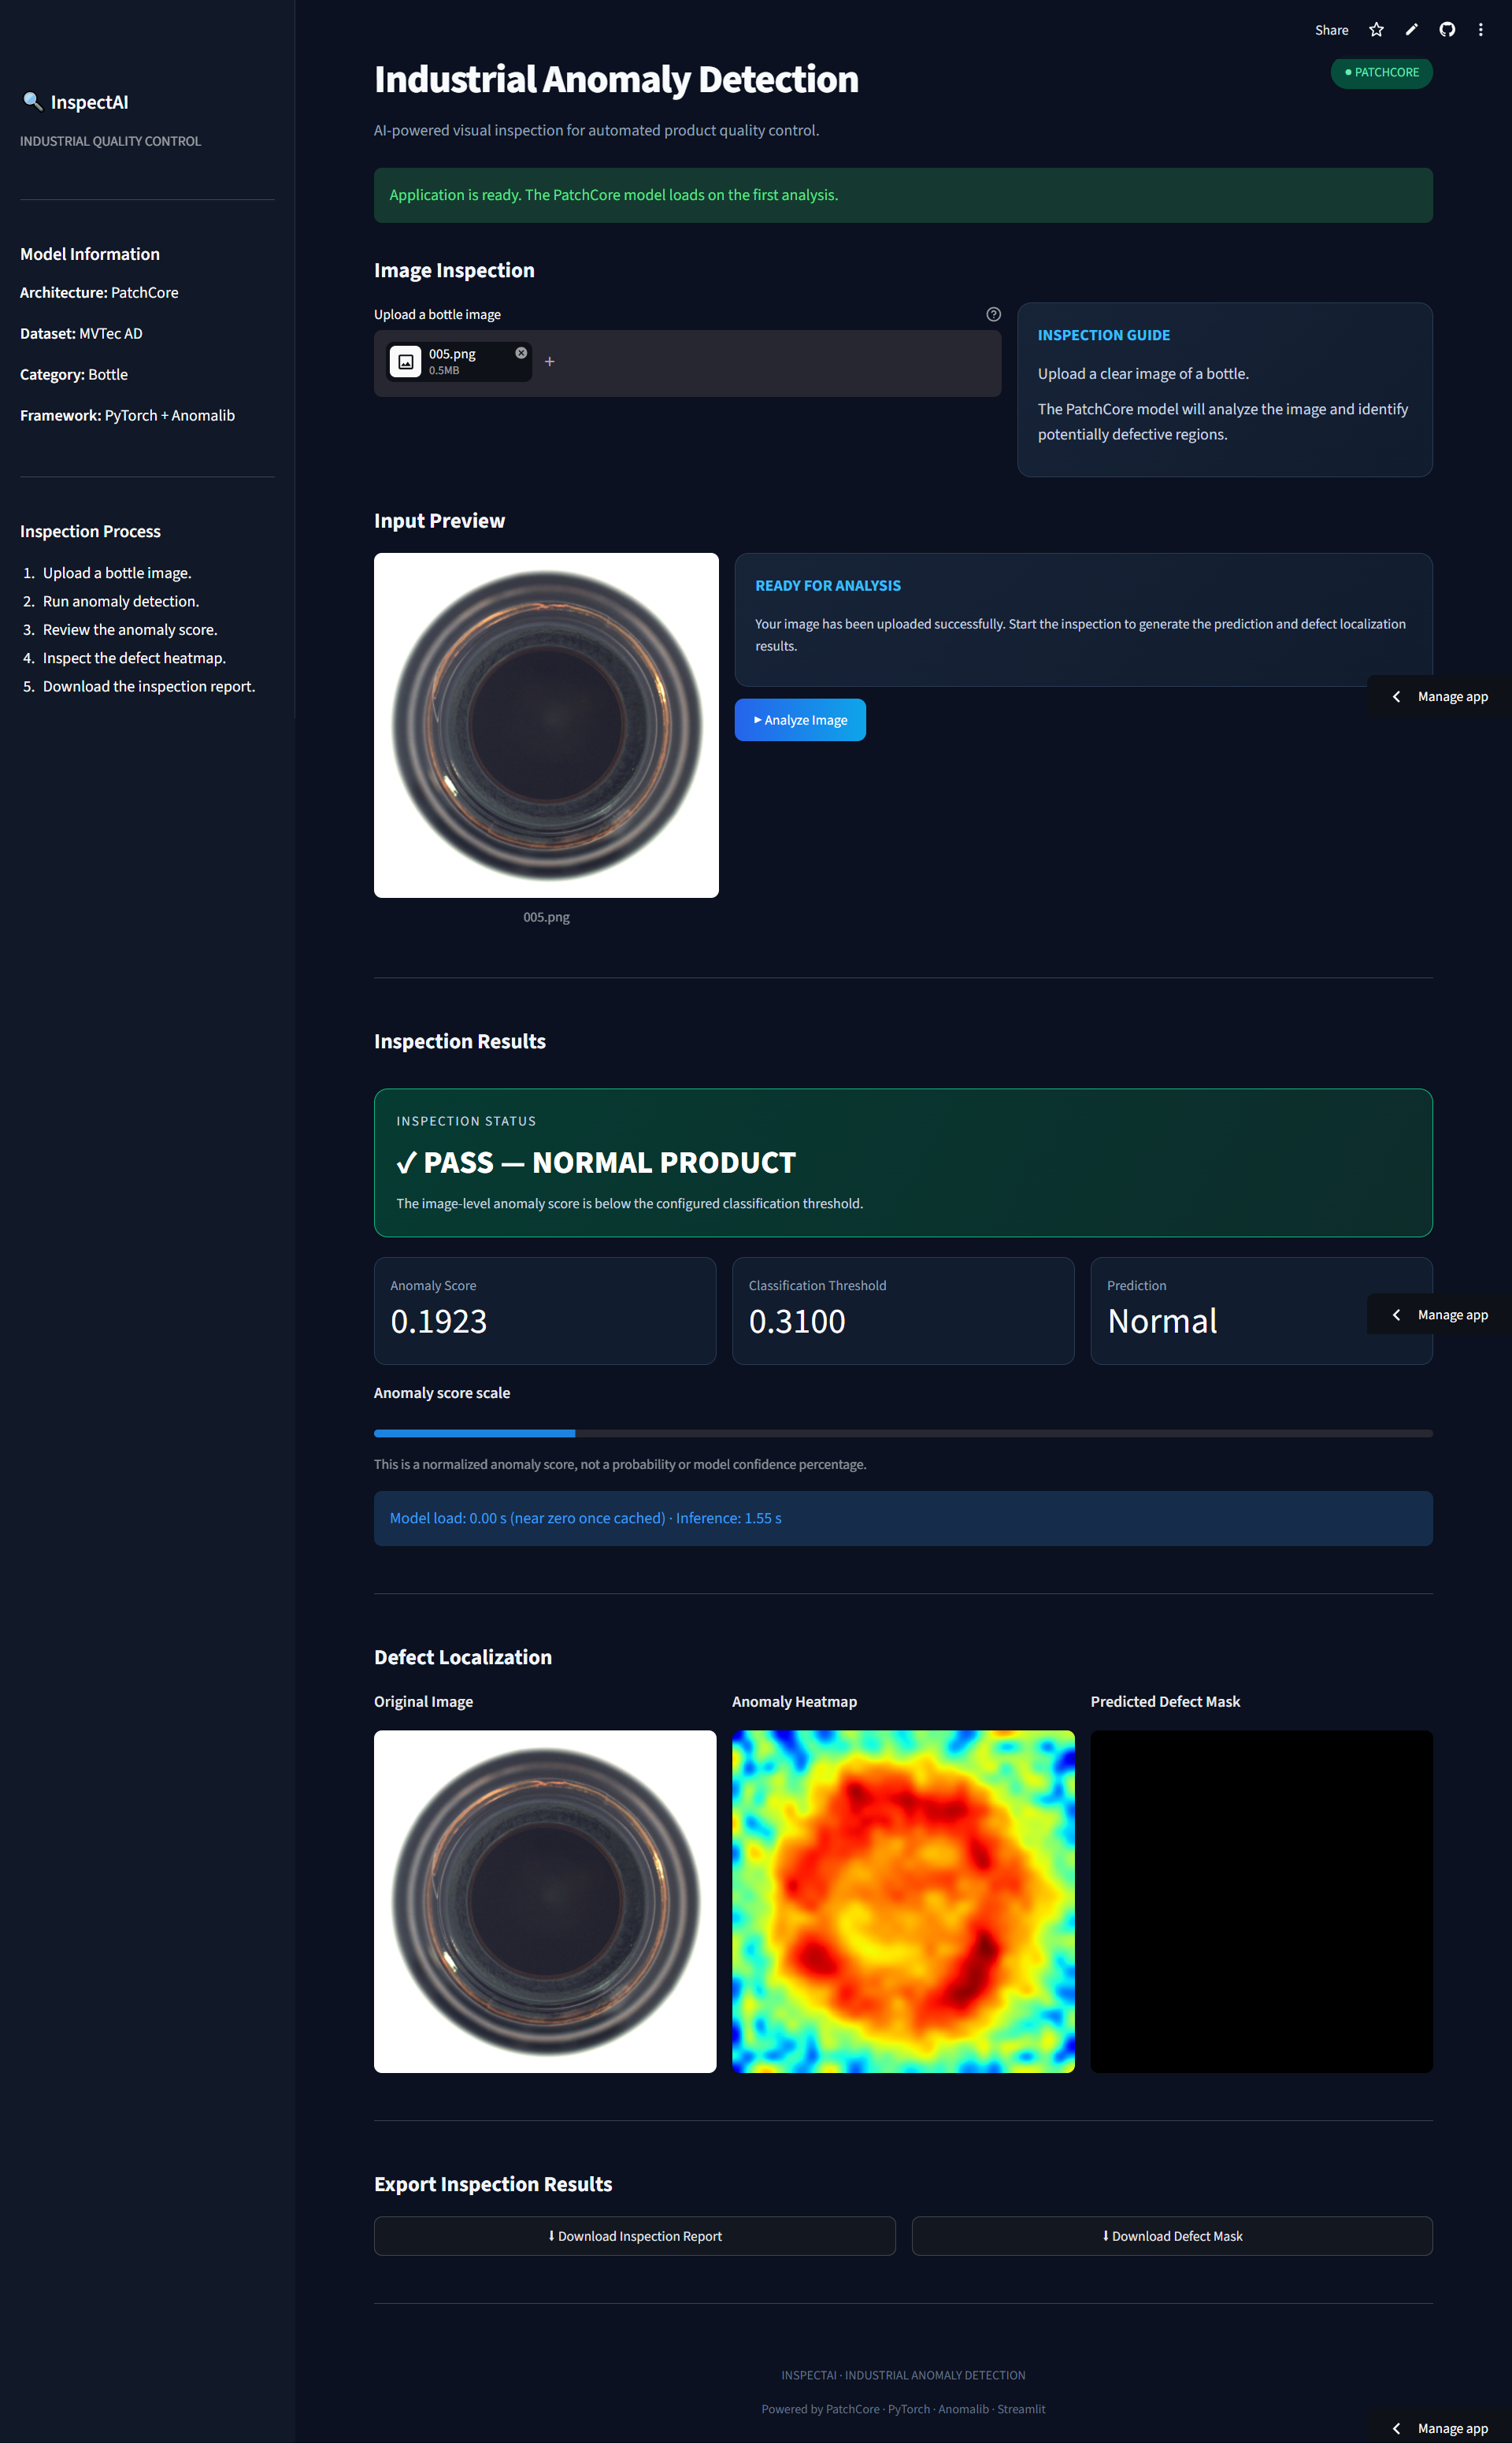 Share
🔍 InspectAI
INDUSTRIAL QUALITY CONTROL
Model Information
Architecture: PatchCore
Dataset: MVTec AD
Category: Bottle
Framework: PyTorch + Anomalib
Inspection Process
1. Upload a bottle image.
2. Run anomaly detection.
3. Review the anomaly score.
4. Inspect the defect heatmap.
5. Download the inspection report.
Industrial Anomaly Detection
● PATCHCORE
AI-powered visual inspection for automated product quality control.
Application is ready. The PatchCore model loads on the first analysis.
Image Inspection
Upload a bottle image
005.png
0.5MB
INSPECTION GUIDE
Upload a clear image of a bottle.
The PatchCore model will analyze the image and identify
potentially defective regions.
Input Preview
005.png
READY FOR ANALYSIS
Your image has been uploaded successfully. Start the inspection to generate the prediction and defect localization
results.
Manage app
▶ Analyze Image
Inspection Results
INSPECTION STATUS
✓ PASS — NORMAL PRODUCT
The image-level anomaly score is below the configured classification threshold.
Anomaly Score
0.1923
Classification Threshold
0.3100
Prediction
Normal
Manage app
Anomaly score scale
This is a normalized anomaly score, not a probability or model confidence percentage.
Model load: 0.00 s (near zero once cached) · Inference: 1.55 s
Defect Localization
Original Image
Anomaly Heatmap
Predicted Defect Mask
Export Inspection Results
⬇ Download Inspection Report
⬇ Download Defect Mask
INSPECTAI · INDUSTRIAL ANOMALY DETECTION
Powered by PatchCore · PyTorch · Anomalib · Streamlit
Manage app